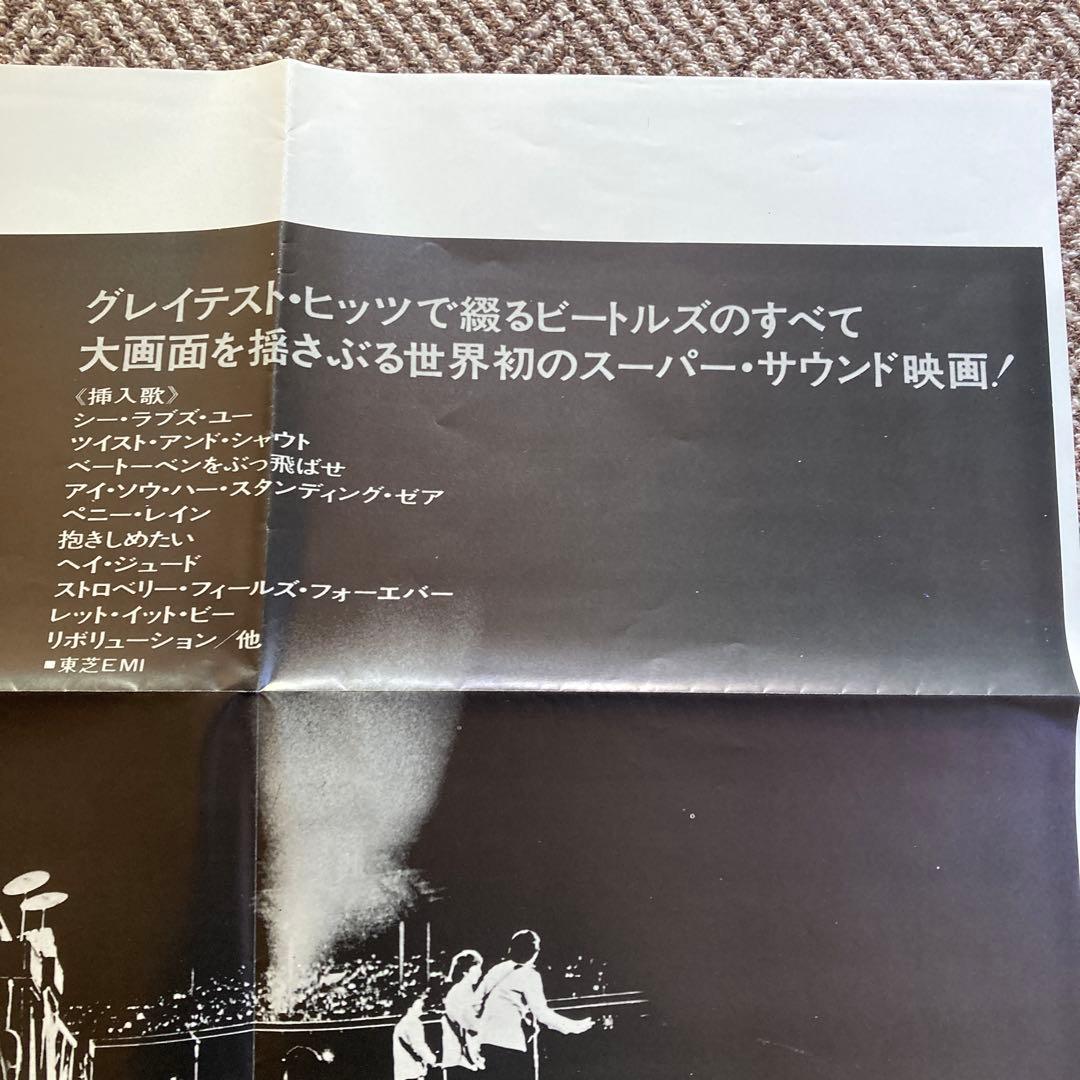 グレイテスト・ヒッツで綴るビートルズのすべて
大画面を揺さぶる世界初のスーパー・サウンド映画!
《挿入歌》
シー・ラブズ・ユー
ツイスト・アンド・シャウト
ベートーベンをぶつ飛ばせ
アイ・ソウ・ハー・スタンディング・ゼア
ペニー・レイン
抱きしめたい
ヘイ・ジュード
ストロベリー・フィールズ・フォーエバー
レット・イット・ビー
リボリューション/他
■東芝EMI